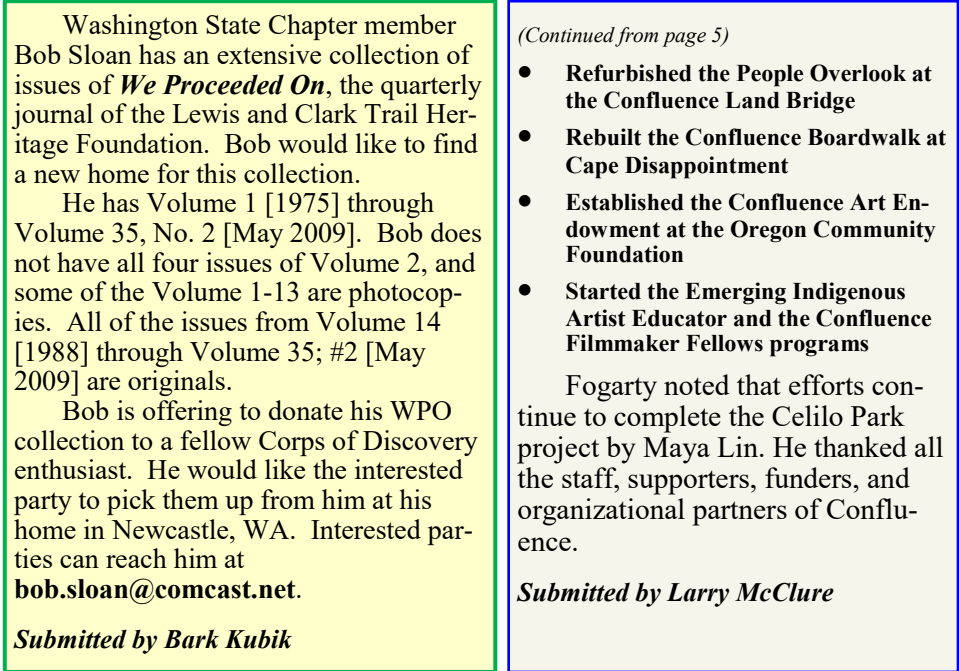 Washington State Chapter member
Bob Sloan has an extensive collection of
issues of We Proceeded On, the quarterly
journal of the Lewis and Clark Trail Her-
itage Foundation.  Bob would like to find
a new home for this collection.
He has Volume 1 [1975] through
Volume 35, No. 2 [May 2009].  Bob does
not have all four issues of Volume 2, and
some of the Volume 1-13 are photocop-
ies.  All of the issues from Volume 14
[1988] through Volume 35; #2 [May
2009] are originals.
Bob is offering to donate his WPO
collection to a fellow Corps of Discovery
enthusiast.  He would like the interested
party to pick them up from him at his
home in Newcastle, WA.  Interested par-
ties can reach him at
bob.sloan@comcast.net.
Submitted by Bark Kubik
(Continued from page 5)
• Refurbished the People Overlook at
the Confluence Land Bridge
• Rebuilt the Confluence Boardwalk at
Cape Disappointment
• Established the Confluence Art En-
dowment at the Oregon Community
Foundation
• Started the Emerging Indigenous
Artist Educator and the Confluence
Filmmaker Fellows programs
Fogarty noted that efforts con-
tinue to complete the Celilo Park
project by Maya Lin. He thanked all
the staff, supporters, funders, and
organizational partners of Conflu-
ence.
Submitted by Larry McClure